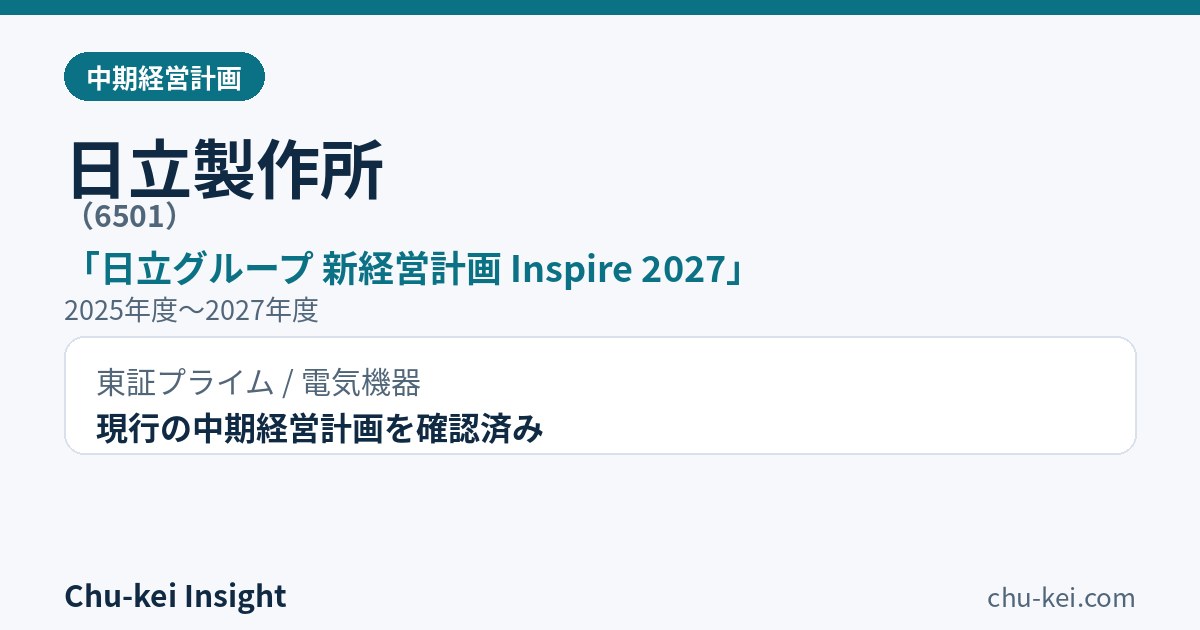 中期経営計画
日立製作所
（6501）
「日立グループ 新経営計画 Inspire 2027」
2025年度〜2027年度
東証プライム / 電気機器
現行の中期経営計画を確認済み
Chu-kei Insight
chu-kei.com